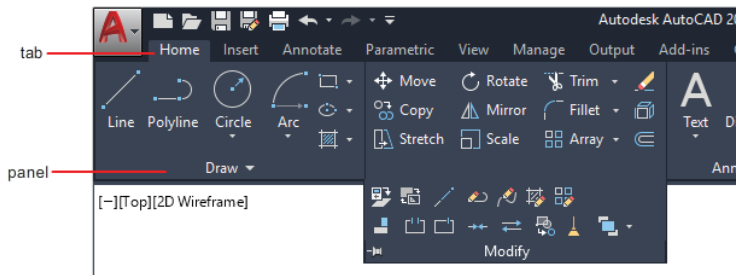 Autodesk AutoCAD 20
tab
Home Insert Annotate Parametric View Manage Output Add-ins
Line Polyline Circle Arc
Move Rotate Trim
Copy Mirror Fillet
Stretch Scale Array
Text
panel
Draw
Modify
[−][Top][2D Wireframe]